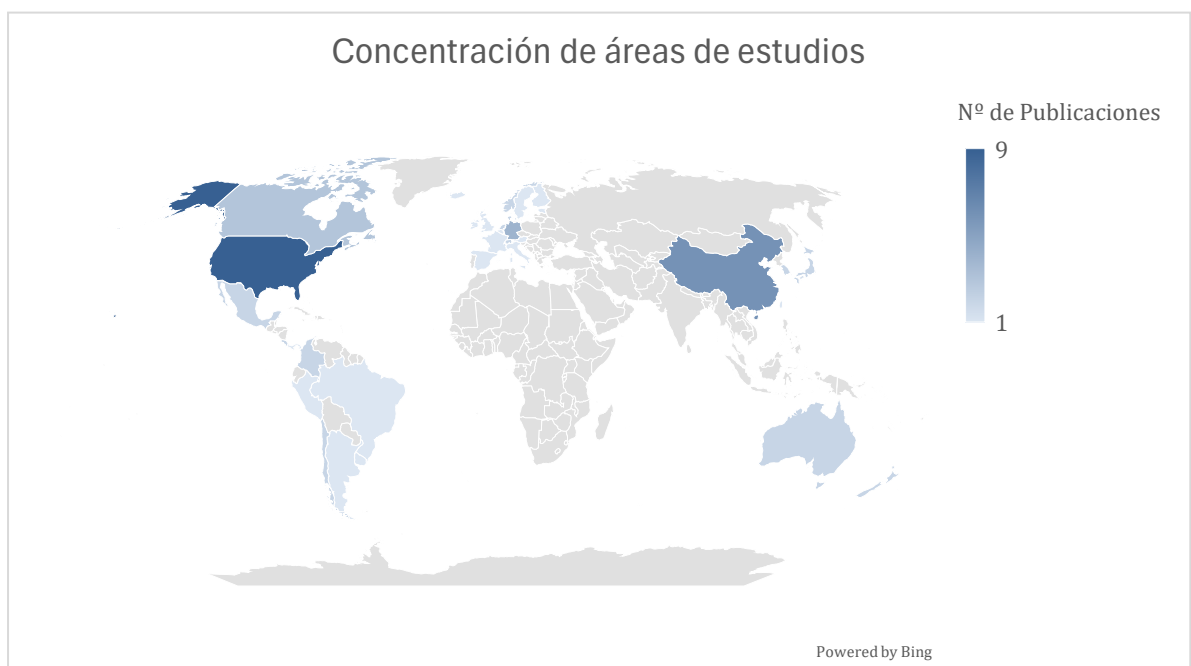 Concentración de áreas de estudios
Nº de Publicaciones
9
1
Powered by Bing